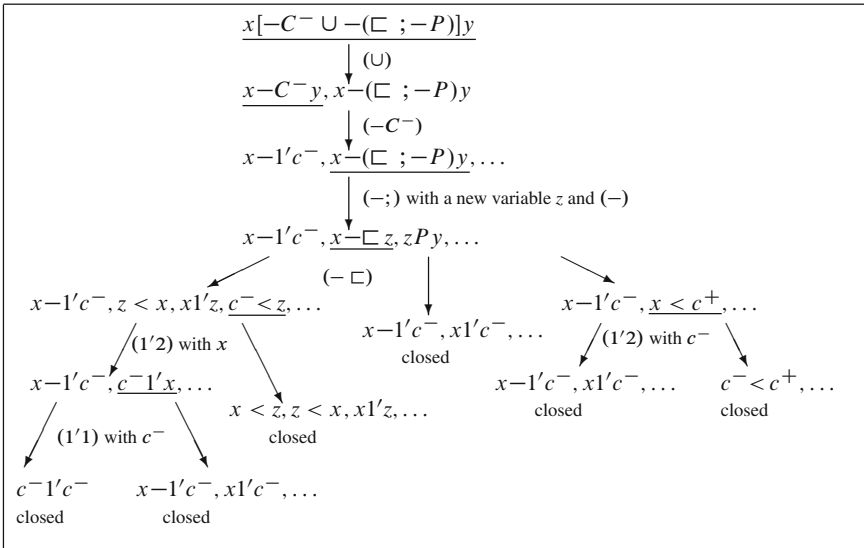 x[−C⁻ ∪ −(⊏ ;−P)]y
(∪)
x−C⁻y, x−(⊏ ;−P)y
(−C⁻)
x−1′c⁻, x−(⊏ ;−P)y, . . .
(−;) with a new variable z and (−)
x−1′c⁻, x−⊏ z, zPy, . . .
(− ⊏)
x−1′c⁻, z < x, x1′z, c⁻ < z, . . .
x−1′c⁻, x < c⁺, . . .
x−1′c⁻, x1′c⁻, . . .
closed
(1′2) with x
(1′2) with c⁻
x−1′c⁻, c⁻1′x, . . .
x < z, z < x, x1′z, . . .
closed
x−1′c⁻, x1′c⁻, . . .
closed
c⁻ < c⁺, . . .
closed
(1′1) with c⁻
c⁻1′c⁻
closed
x−1′c⁻, x1′c⁻, . . .
closed